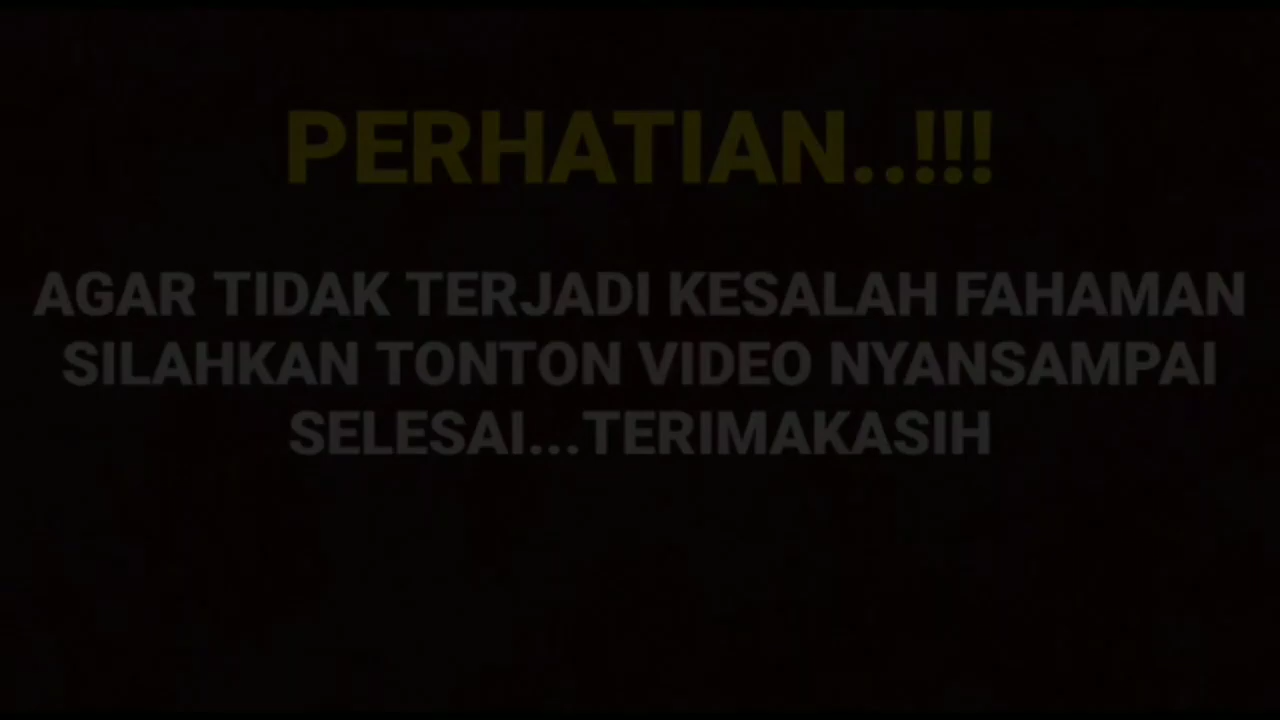 PERHATIAN..!!!
AGAR TIDAK TERJADI KESALAH FAHAMAN
SILAHKAN TONTON VIDEO NYANSAMPAI
SELESAI...TERIMAKASIH